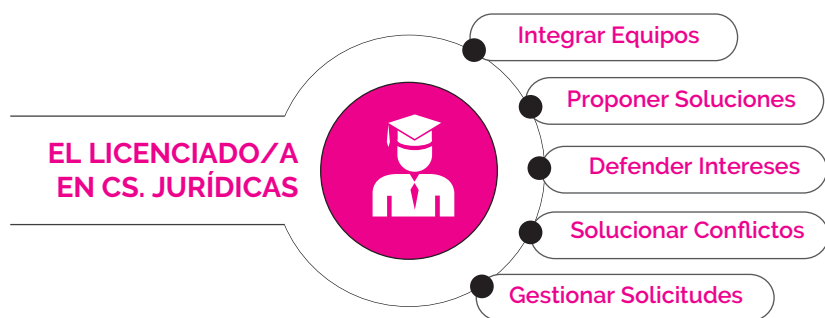 Integrar Equipos
Proponer Soluciones
EL LICENCIADO/A
EN CS. JURÍDICAS
Defender Intereses
Solucionar Conflictos
Gestionar Solicitudes